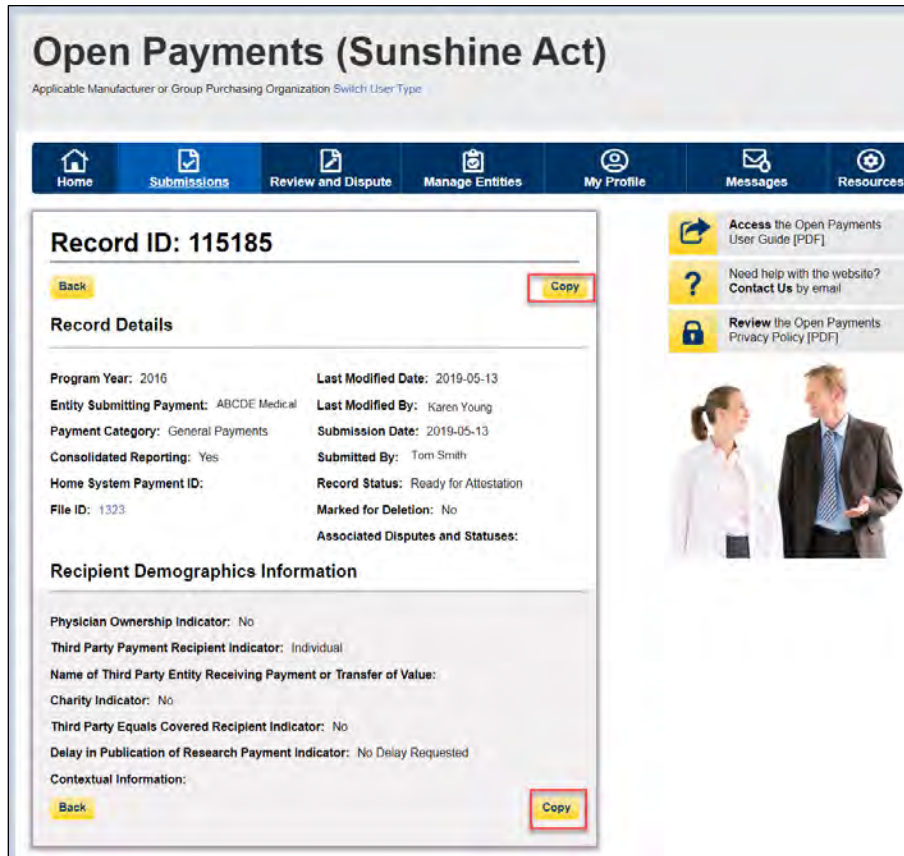 Open Payments (Sunshine Act)
Applicable Manufacturer or Group Purchasing Organization Switch User Type
Home Submissions Review and Dispute Manage Entities My Profile Messages Resources
Record ID: 115185
Back Copy
Record Details
Program Year: 2016 Last Modified Date: 2019-05-13
Entity Submitting Payment: ABCDE Medical Last Modified By: Karen Young
Payment Category: General Payments Submission Date: 2019-05-13
Consolidated Reporting: Yes Submitted By: Tom Smith
Home System Payment ID: Record Status: Ready for Attestation
File ID: 1323 Marked for Deletion: No
Associated Disputes and Statuses:
Recipient Demographics Information
Physician Ownership Indicator: No
Third Party Payment Recipient Indicator: Individual
Name of Third Party Entity Receiving Payment or Transfer of Value:
Charity Indicator: No
Third Party Equals Covered Recipient Indicator: No
Delay in Publication of Research Payment Indicator: No Delay Requested
Contextual Information:
Back Copy
Access the Open Payments
User Guide [PDF]
? Need help with the website?
Contact Us by email
Review the Open Payments
Privacy Policy [PDF]